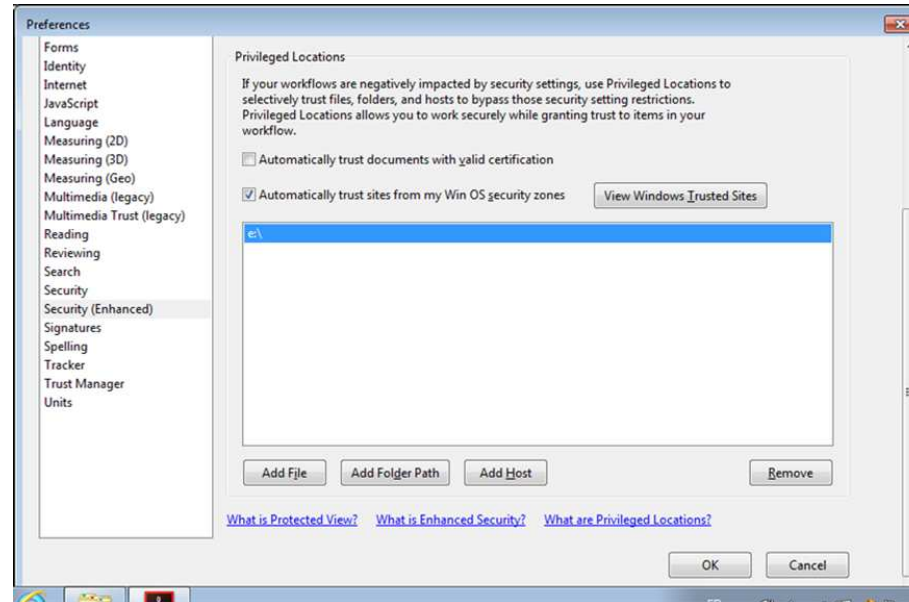 Preferences
Forms
Identity
Internet
JavaScript
Language
Measuring (2D)
Measuring (3D)
Measuring (Geo)
Multimedia (legacy)
Multimedia Trust (legacy)
Reading
Reviewing
Search
Security
Security (Enhanced)
Signatures
Spelling
Tracker
Trust Manager
Units
Privileged Locations
If your workflows are negatively impacted by security settings, use Privileged Locations to
selectively trust files, folders, and hosts to bypass those security setting restrictions.
Privileged Locations allows you to work securely while granting trust to items in your
workflow.
Automatically trust documents with valid certification
Automatically trust sites from my Win OS security zones
View Windows Trusted Sites
e:\
Add File
Add Folder Path
Add Host
Remove
What is Protected View?
What is Enhanced Security?
What are Privileged Locations?
OK
Cancel